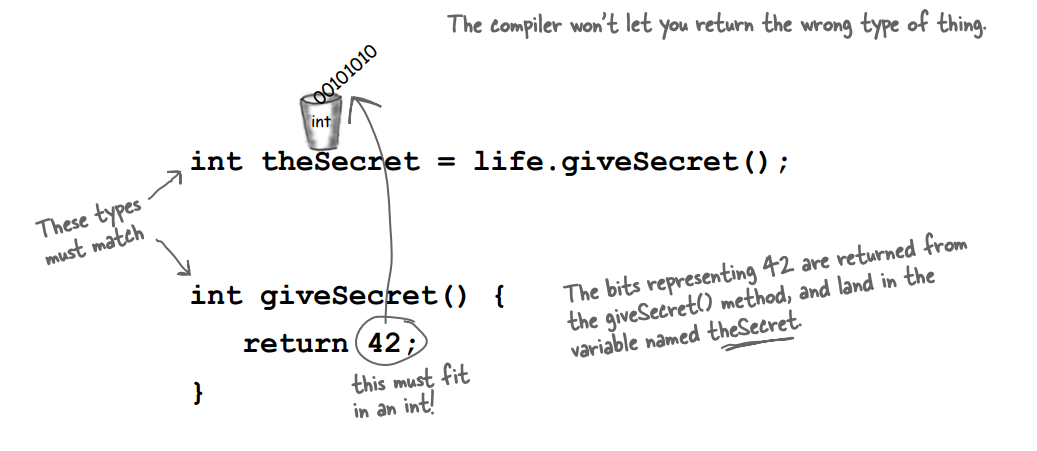 The compiler won't let you return the wrong type of thing.
00101010
int
int theSecret = life.giveSecret();
These types
must match
int giveSecret() {
return 42;
}
this must fit
in an int!
The bits representing 42 are returned from
the giveSecret() method, and land in the
variable named theSecret.